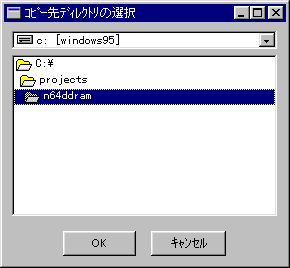 ｺﾋﾟｰ先ﾃﾞｨﾚｸﾄﾘの選択
c: [windows95]
C:¥
projects
n64ddram
OK
ｷｬﾝｾﾙ